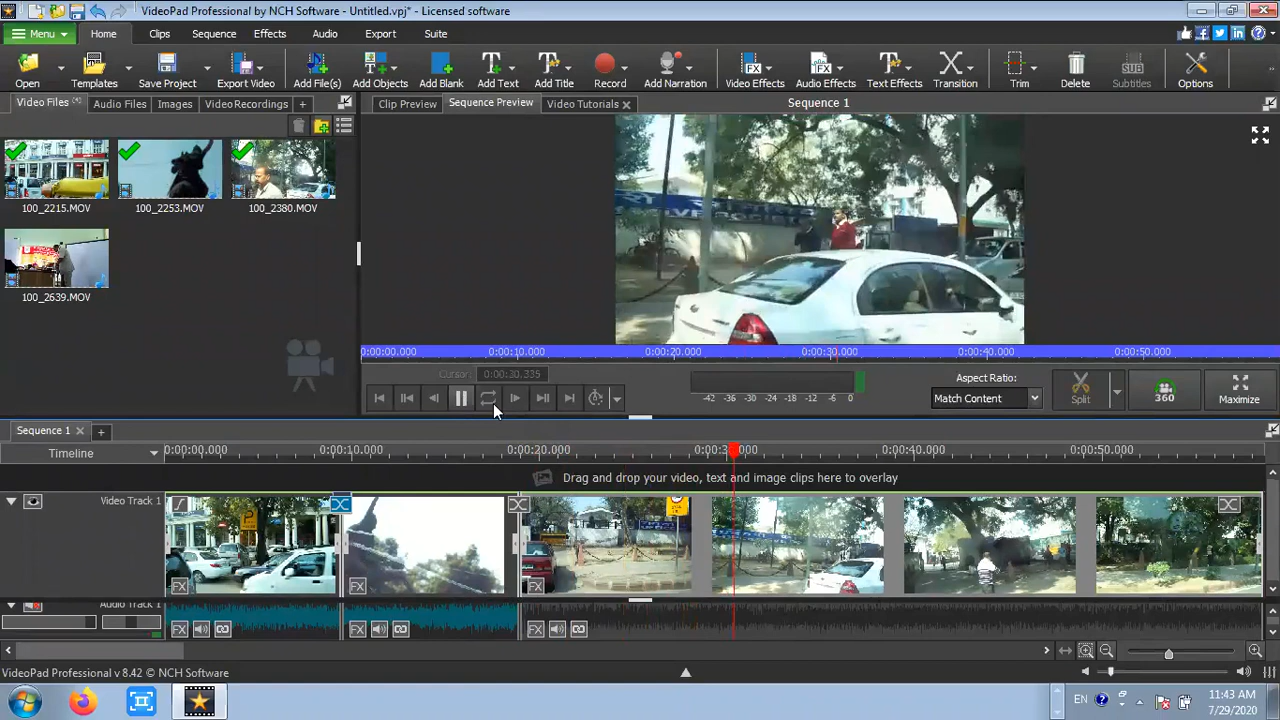 VideoPad Professional by NCH Software - Untitled.vpj* - Licensed software
Menu Home Clips Sequence Effects Audio Export Suite
Open Templates Save Project Export Video Add File(s) Add Objects Add Blank Add Text Add Title Record Add Narration Video Effects Audio Effects Text Effects Transition Trim Delete Subtitles Options
Video Files Audio Files Images Video Recordings + Clip Preview Sequence Preview Video Tutorials Sequence 1
100_2215.MOV 100_2253.MOV 100_2380.MOV
100_2639.MOV
0:00:00.000 0:00:10.000 0:00:20.000 0:00:30.000 0:00:40.000 0:00:50.000
Cursor: 0:00:30.335
-42 -36 -30 -24 -18 -12 -6 0
Aspect Ratio:
Match Content
Split 360 Maximize
Sequence 1 +
Timeline 0:00:00.000 0:00:10.000 0:00:20.000 0:00:40.000 0:00:50.000
Drag and drop your video, text and image clips here to overlay
Video Track 1
FX FX FX
Audio Track 1
FX FX FX
VideoPad Professional v 8.42 © NCH Software
EN 11:43 AM
7/29/2020